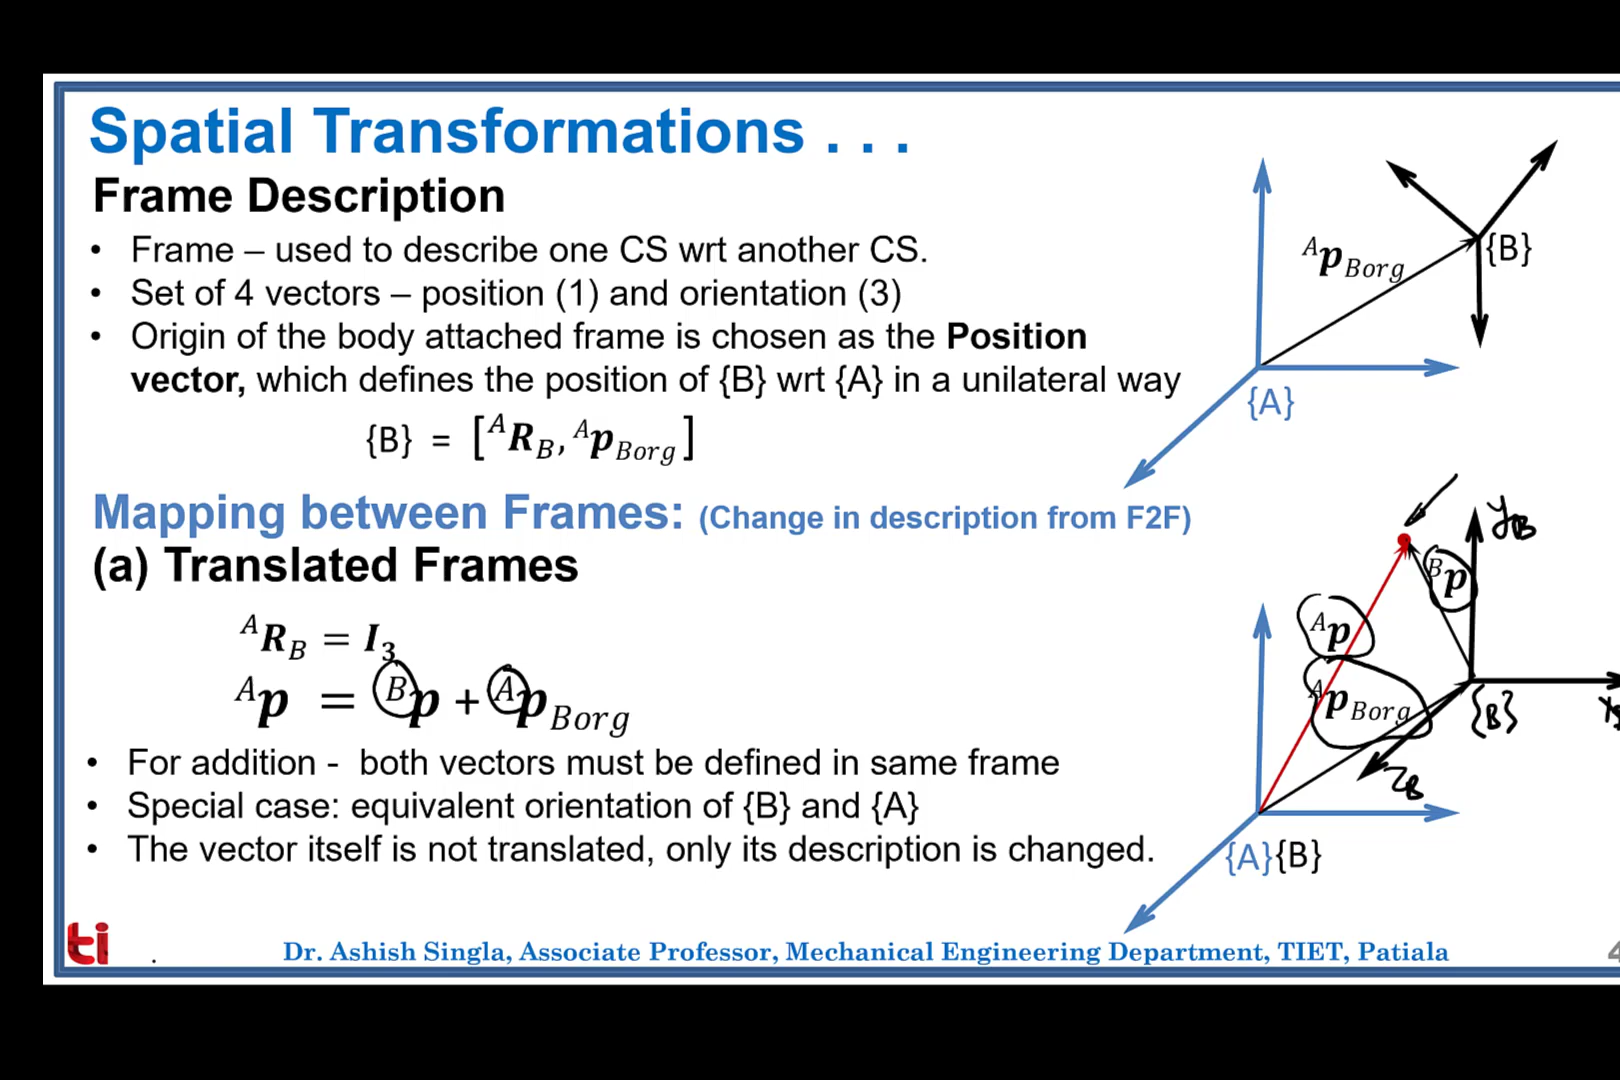 Spatial Transformations . . .
Frame Description
• Frame – used to describe one CS wrt another CS.
• Set of 4 vectors – position (1) and orientation (3)
• Origin of the body attached frame is chosen as the Position
vector, which defines the position of {B} wrt {A} in a unilateral way
{B} = [ᴬR_B, ᴬp_Borg]
ᴬp_Borg
{B}
{A}
Mapping between Frames: (Change in description from F2F)
(a) Translated Frames
ᴬR_B = I₃
ᴬp = ᴮp + ᴬp_Borg
• For addition - both vectors must be defined in same frame
• Special case: equivalent orientation of {B} and {A}
• The vector itself is not translated, only its description is changed.
y_B
ᴮp
ᴬp
ᴬp_Borg
{B}
z_B
{A}{B}
ti
Dr. Ashish Singla, Associate Professor, Mechanical Engineering Department, TIET, Patiala